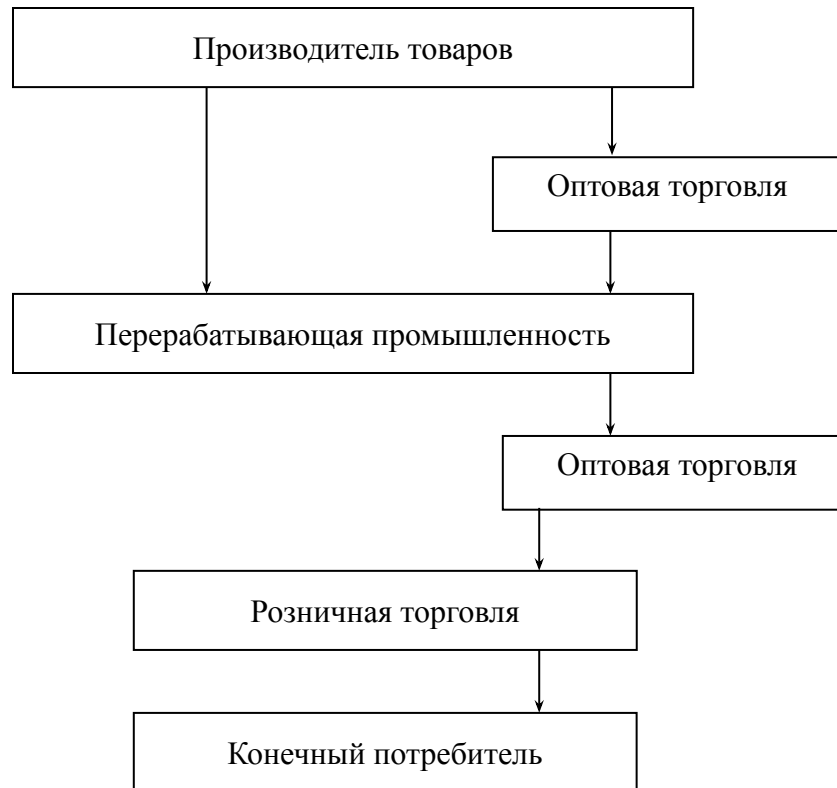 Производитель товаров
Оптовая торговля
Перерабатывающая промышленность
Оптовая торговля
Розничная торговля
Конечный потребитель